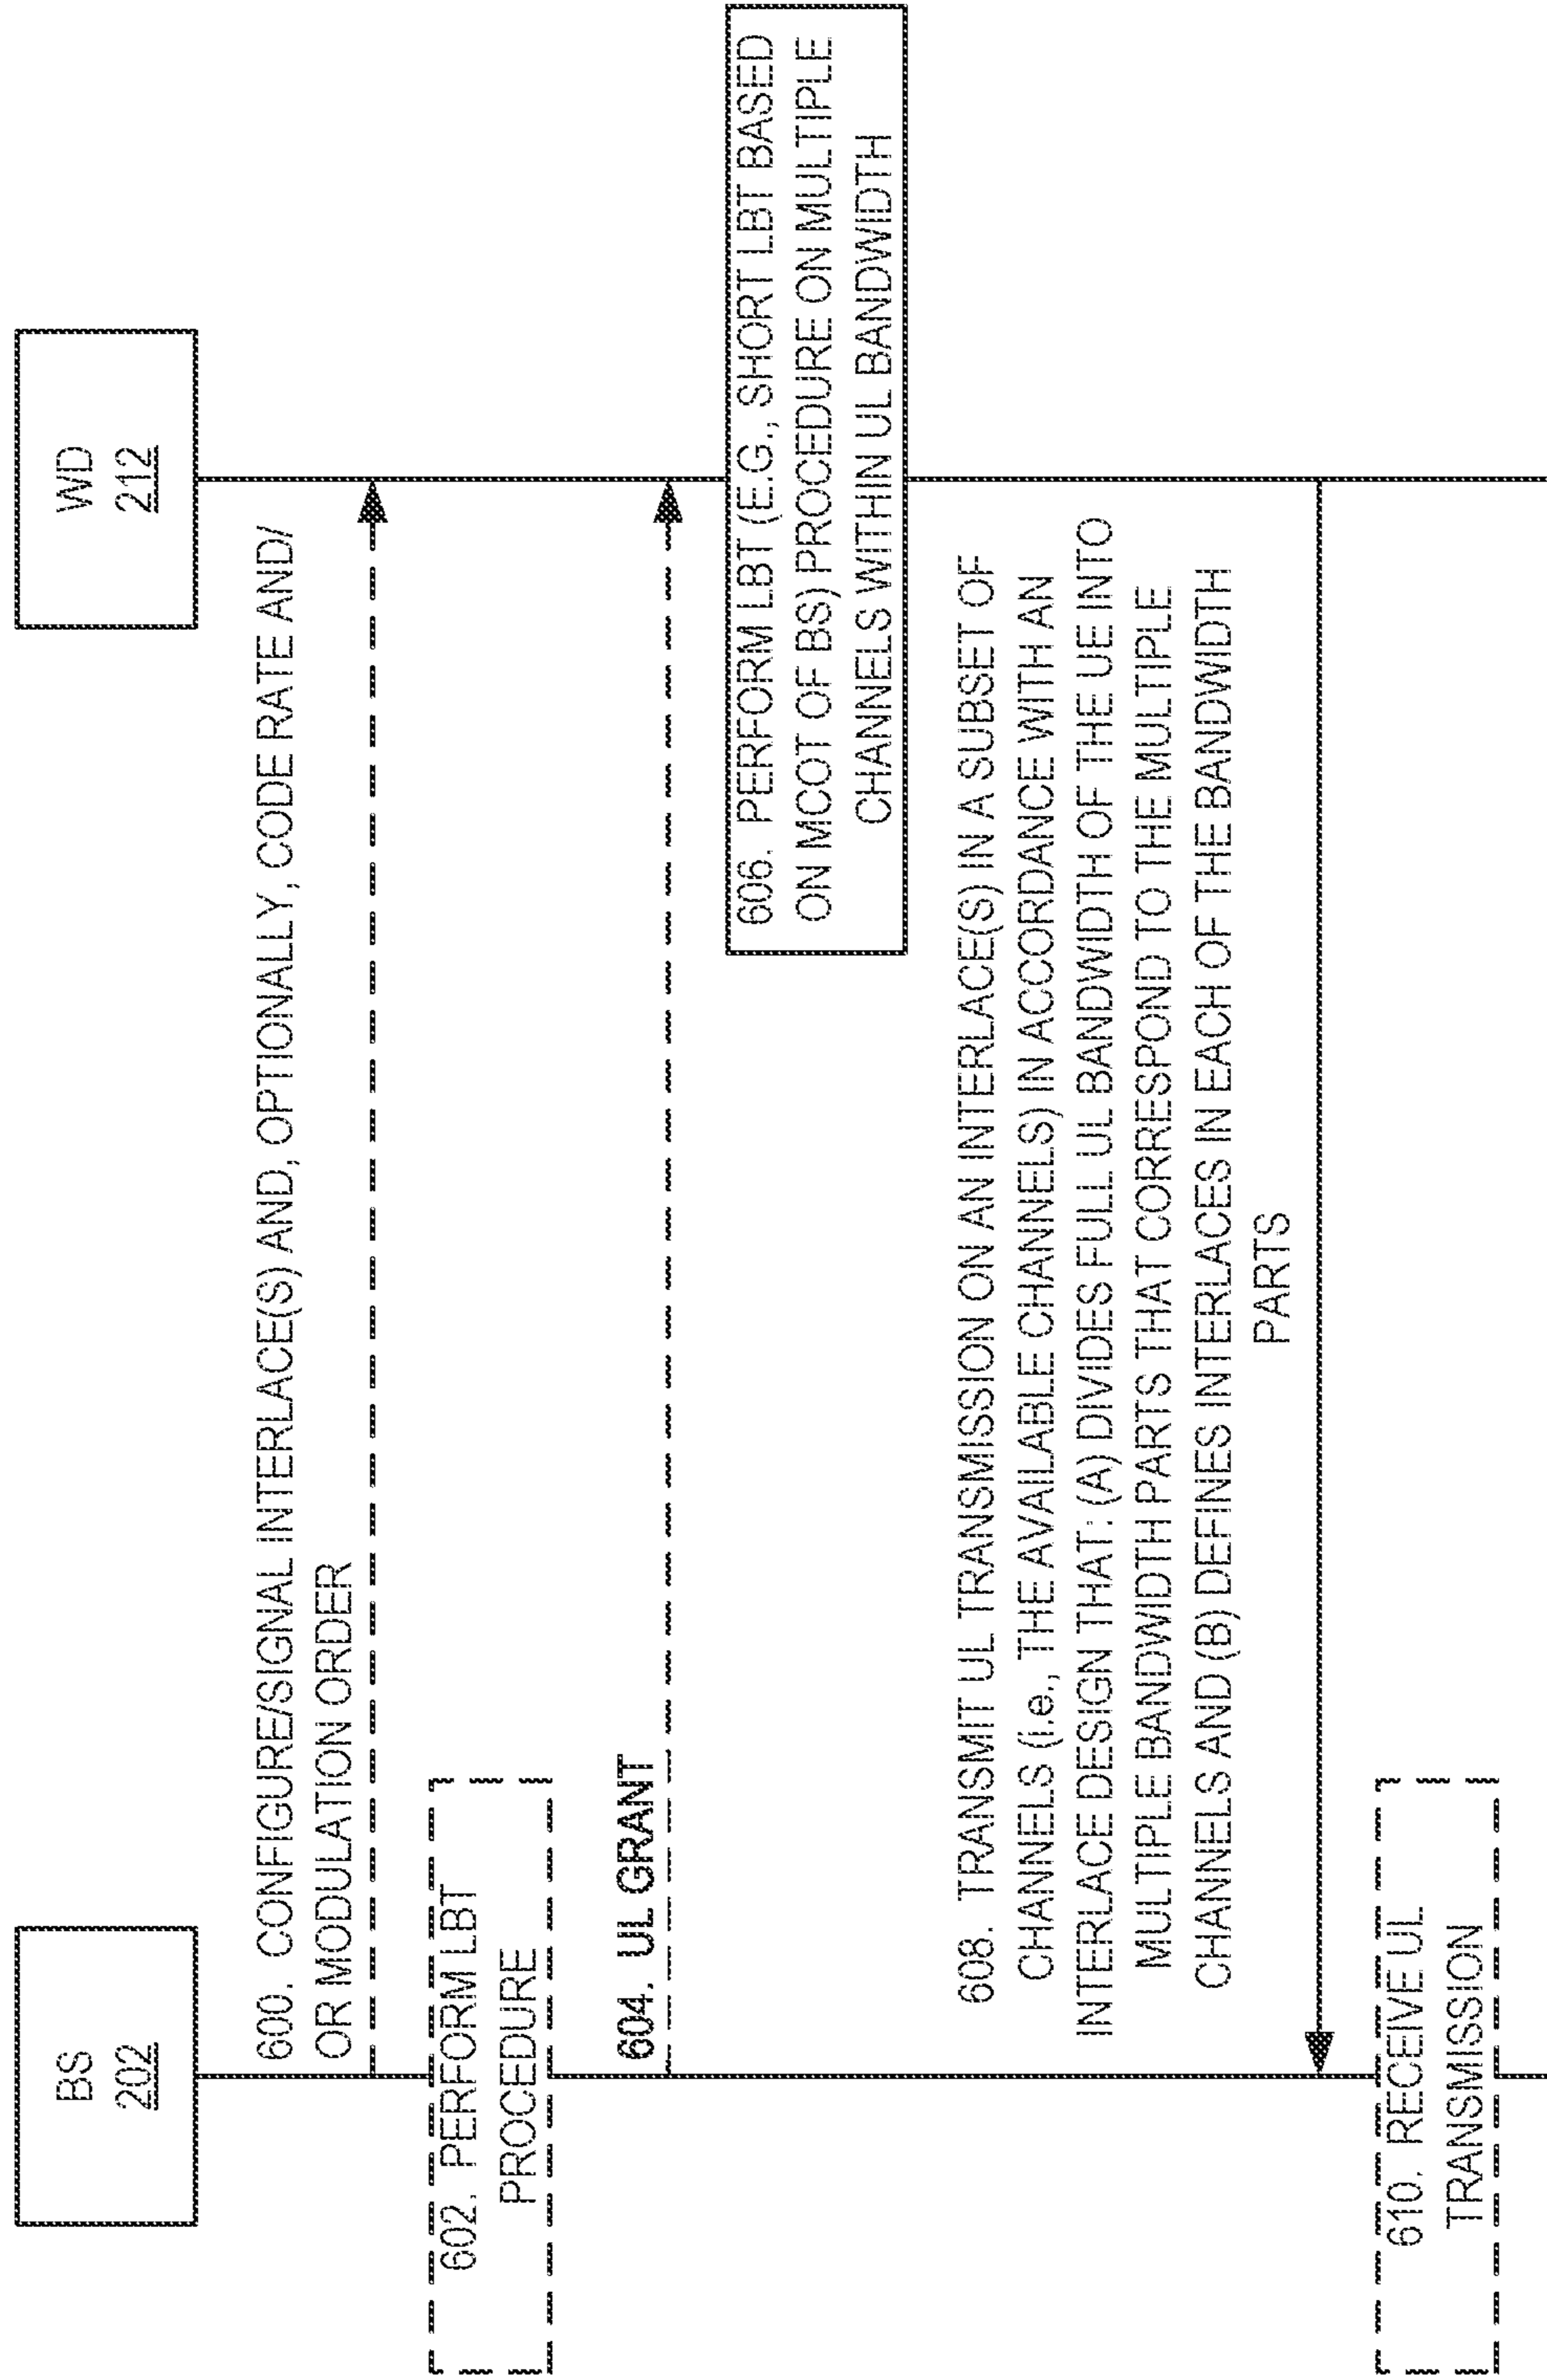 BS
202
WD
212
600. CONFIGURE/SIGNAL INTERLACE(S) AND, OPTIONALLY, CODE RATE AND/
OR MODULATION ORDER
602. PERFORM LBT
PROCEDURE
604. UL GRANT
606. PERFORM LBT (E.G., SHORT LBT BASED
ON MCOT OF BS) PROCEDURE ON MULTIPLE
CHANNELS WITHIN UL BANDWIDTH
608. TRANSMIT UL TRANSMISSION ON AN INTERLACE(S) IN A SUBSET OF
CHANNELS (i.e., THE AVAILABLE CHANNELS) IN ACCORDANCE WITH AN
INTERLACE DESIGN THAT: (A) DIVIDES FULL UL BANDWIDTH OF THE UE INTO
MULTIPLE BANDWIDTH PARTS THAT CORRESPOND TO THE MULTIPLE
CHANNELS AND (B) DEFINES INTERLACES IN EACH OF THE BANDWIDTH
PARTS
610. RECEIVE UL
TRANSMISSION